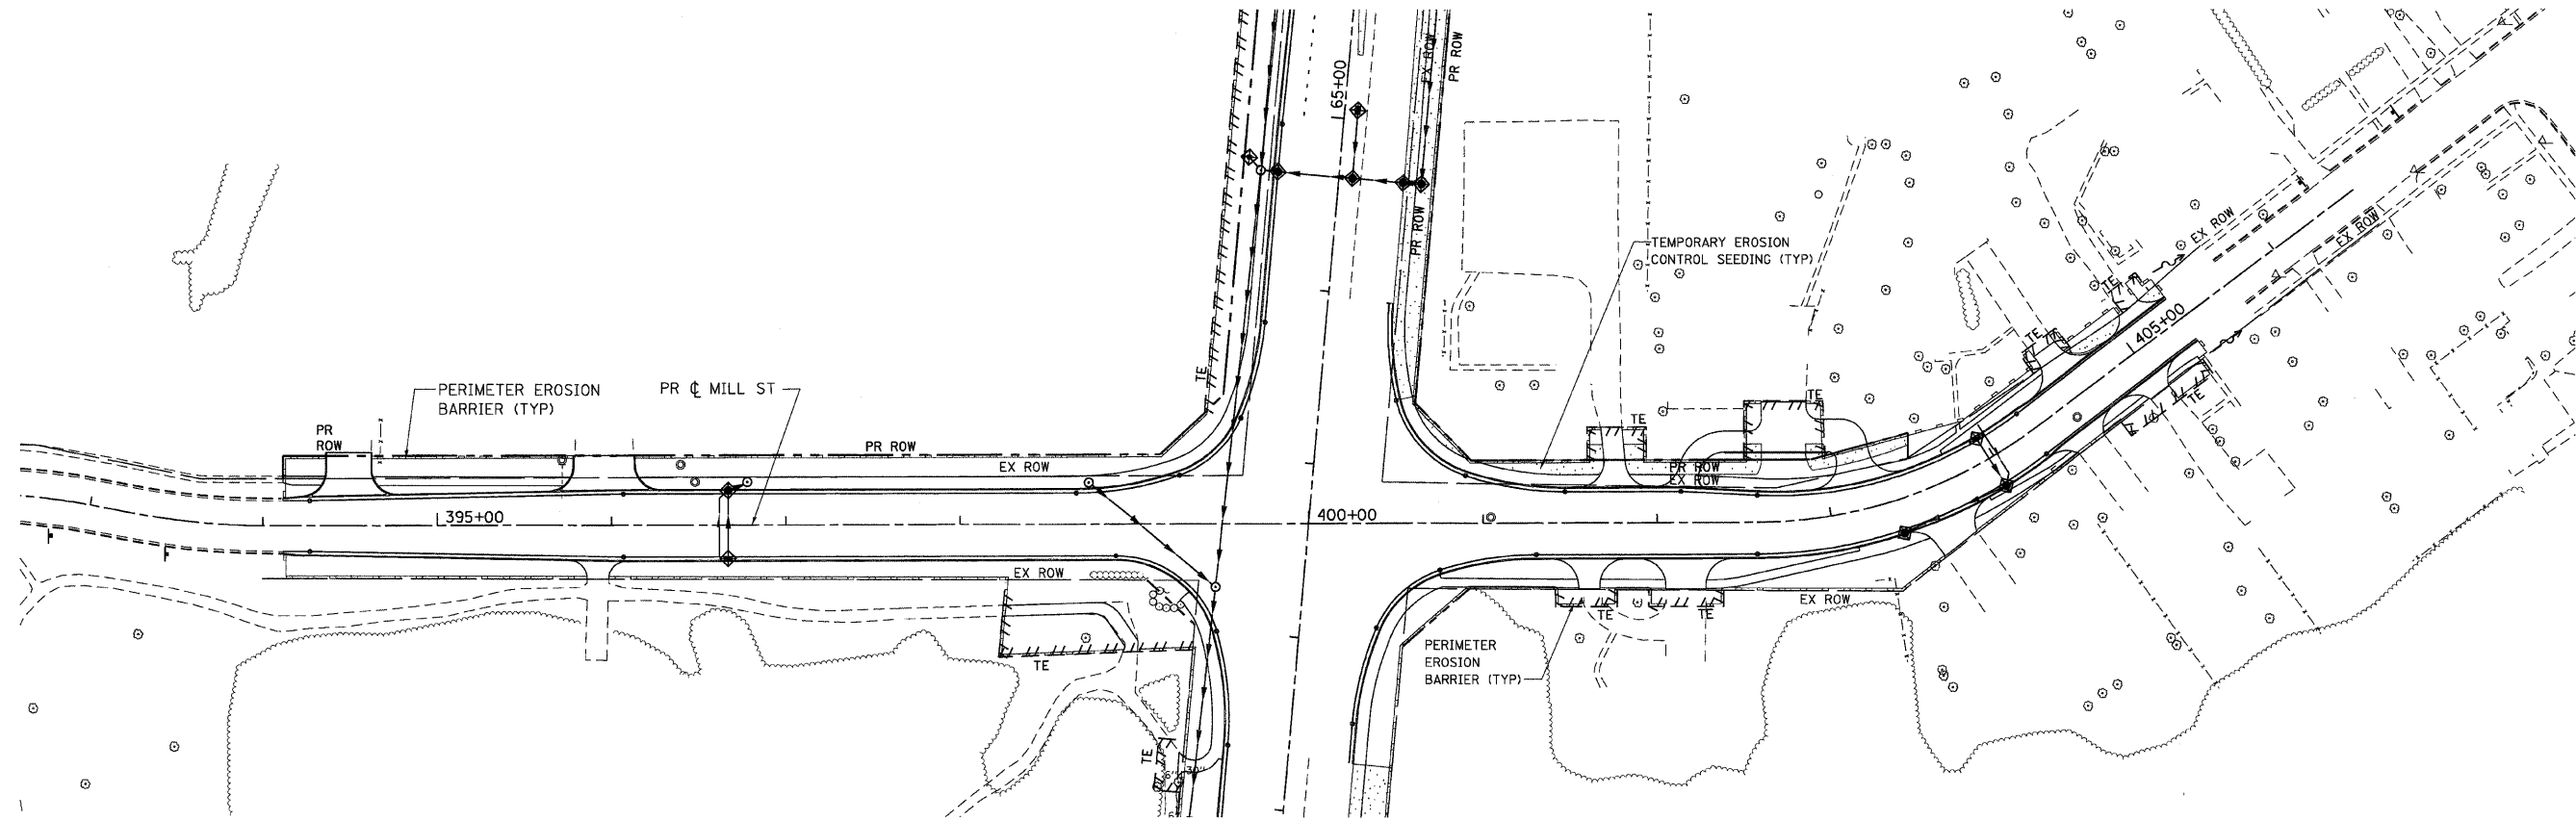 EX ROW
PR ROW
65+00
PR ROW
TEMPORARY EROSION
CONTROL SEEDING (TYP)
EX ROW
EX ROW
TE
TE
405+00
TE
PERIMETER EROSION
BARRIER (TYP)
PR ℄ MILL ST
TE
TE
TE
PR
ROW
PR ROW
EX ROW
PR ROW
EX ROW
395+00
400+00
EX ROW
TE
TE
TE
EX ROW
PERIMETER
EROSION
BARRIER (TYP)
TE
6"
30"